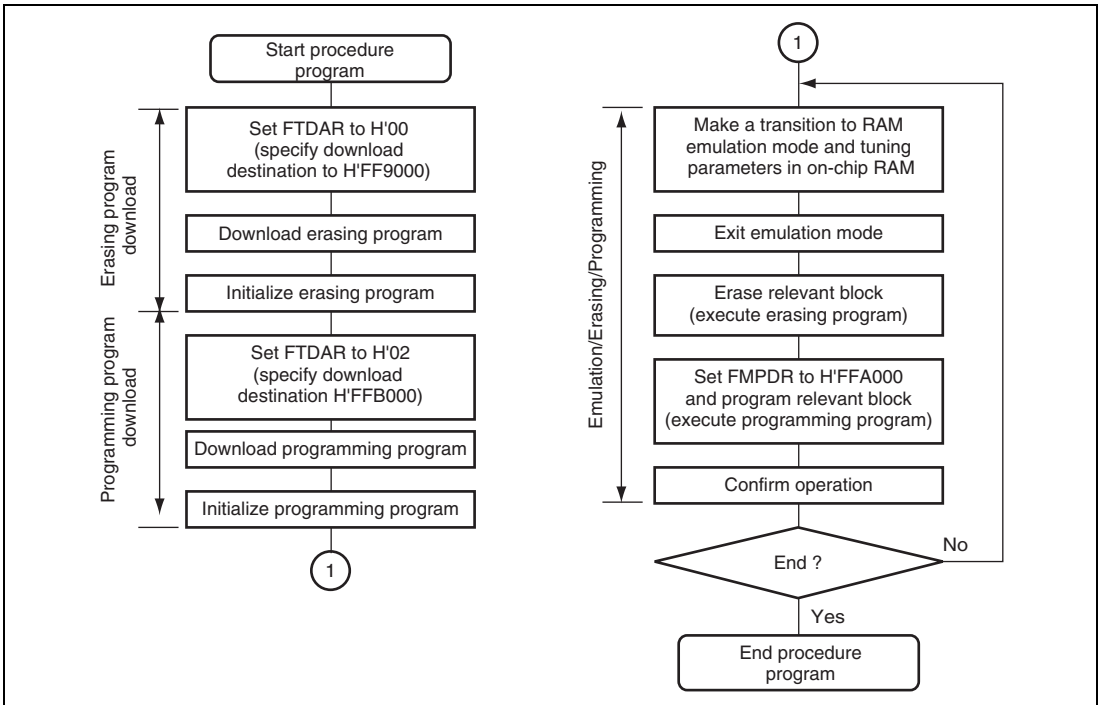 Start procedure
program
Erasing program
download
Set FTDAR to H'00
(specify download
destination to H'FF9000)
Download erasing program
Initialize erasing program
Programming program
download
Set FTDAR to H'02
(specify download
destination H'FFB000)
Download programming program
Initialize programming program
1
1
Emulation/Erasing/Programming
Make a transition to RAM
emulation mode and tuning
parameters in on-chip RAM
Exit emulation mode
Erase relevant block
(execute erasing program)
Set FMPDR to H'FFA000
and program relevant block
(execute programming program)
Confirm operation
End ?
No
Yes
End procedure
program